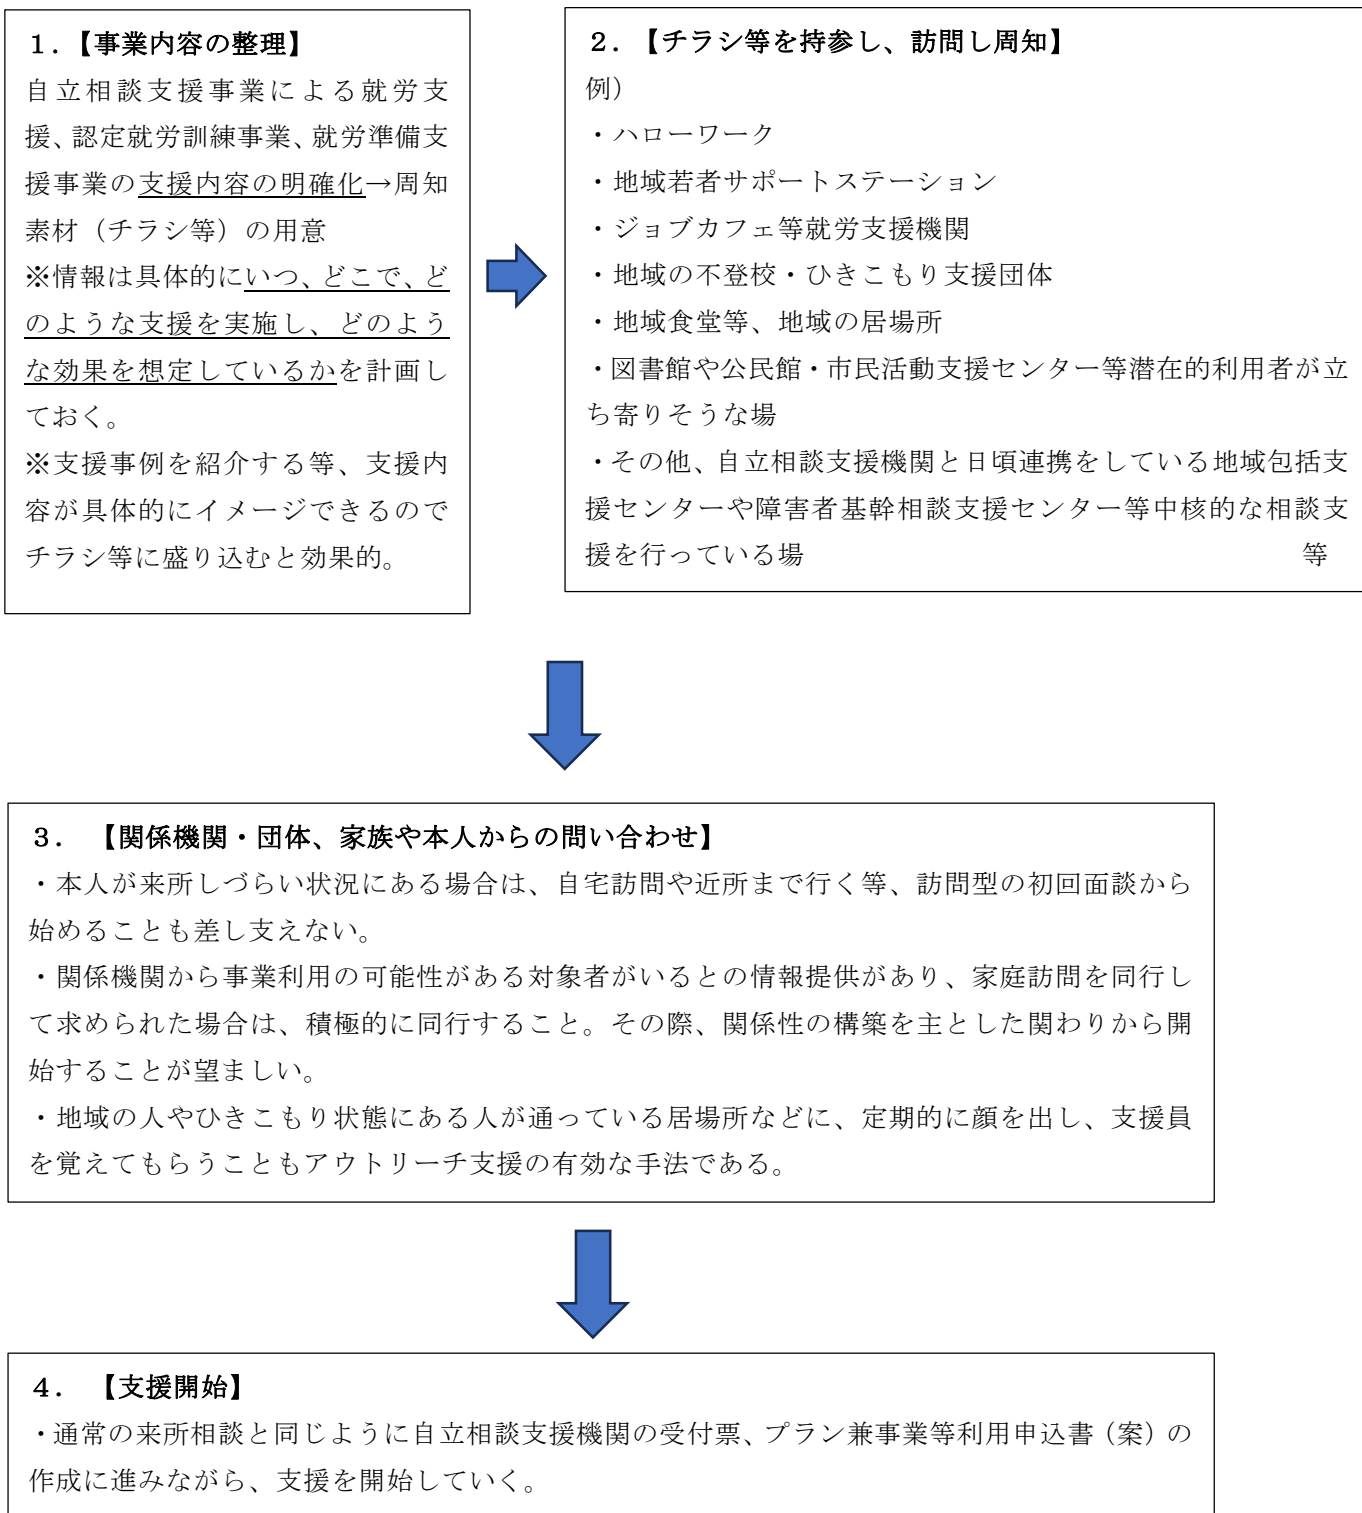 １．【事業内容の整理】
自立相談支援事業による就労支
援、認定就労訓練事業、就労準備支
援事業の支援内容の明確化→周知
素材（チラシ等）の用意
※情報は具体的にいつ、どこで、ど
のような支援を実施し、どのよう
な効果を想定しているかを計画し
ておく。
※支援事例を紹介する等、支援内
容が具体的にイメージできるので
チラシ等に盛り込むと効果的。
２．【チラシ等を持参し、訪問し周知】
例）
・ハローワーク
・地域若者サポートステーション
・ジョブカフェ等就労支援機関
・地域の不登校・ひきこもり支援団体
・地域食堂等、地域の居場所
・図書館や公民館・市民活動支援センター等潜在的利用者が立
ち寄りそうな場
・その他、自立相談支援機関と日頃連携をしている地域包括支
援センターや障害者基幹相談支援センター等中核的な相談支
援を行っている場　等
３．【関係機関・団体、家族や本人からの問い合わせ】
・本人が来所しづらい状況にある場合は、自宅訪問や近所まで行く等、訪問型の初回面談から
始めることも差し支えない。
・関係機関から事業利用の可能性がある対象者がいるとの情報提供があり、家庭訪問を同行し
て求められた場合は、積極的に同行すること。その際、関係性の構築を主とした関わりから開
始することが望ましい。
・地域の人やひきこもり状態にある人が通っている居場所などに、定期的に顔を出し、支援員
を覚えてもらうこともアウトリーチ支援の有効な手法である。
４．【支援開始】
・通常の来所相談と同じように自立相談支援機関の受付票、プラン兼事業等利用申込書（案）の
作成に進みながら、支援を開始していく。